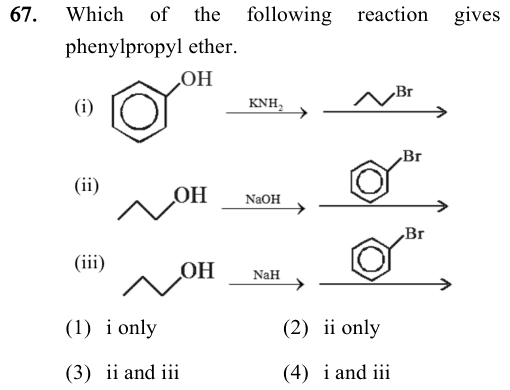 67. Which of the following reaction gives
phenylpropyl ether.
(i) OH KNH₂ Br
(ii) OH NaOH Br
(iii) OH NaH Br
(1) i only (2) ii only
(3) ii and iii (4) i and iii